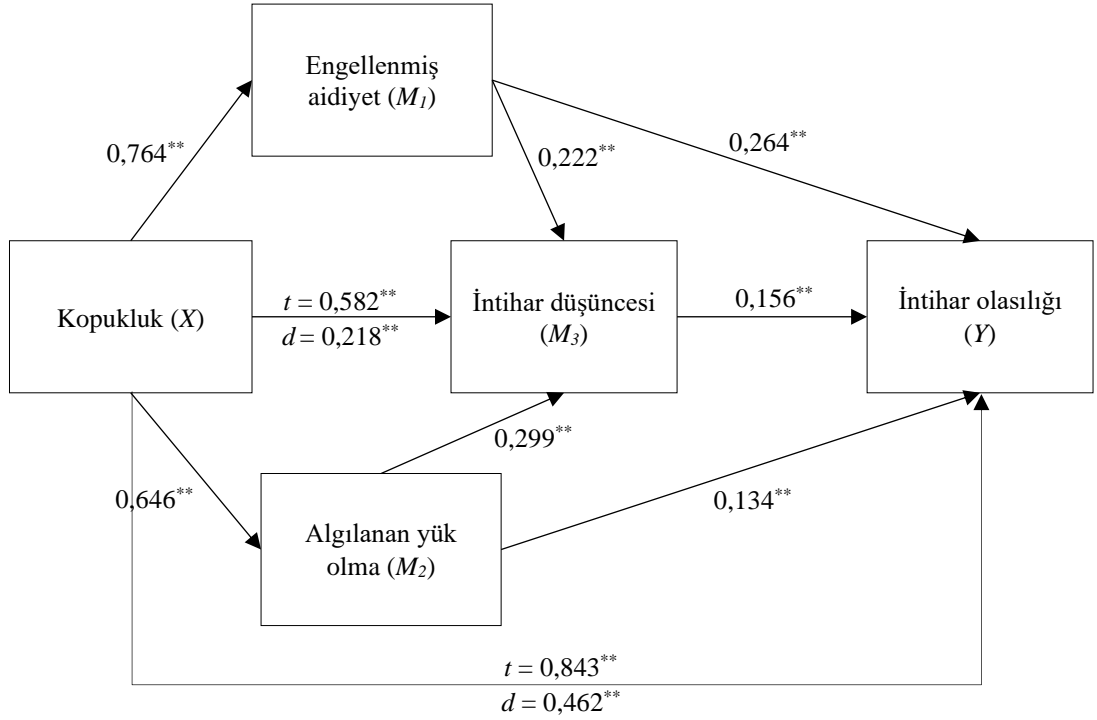 Engellenmiş
aidiyet (M1)
0,764**
0,222**
0,264**
Kopukluk (X)
t = 0,582**
d = 0,218**
İntihar düşüncesi
(M3)
0,156**
İntihar olasılığı
(Y)
0,646**
0,299**
0,134**
Algılanan yük
olma (M2)
t = 0,843**
d = 0,462**